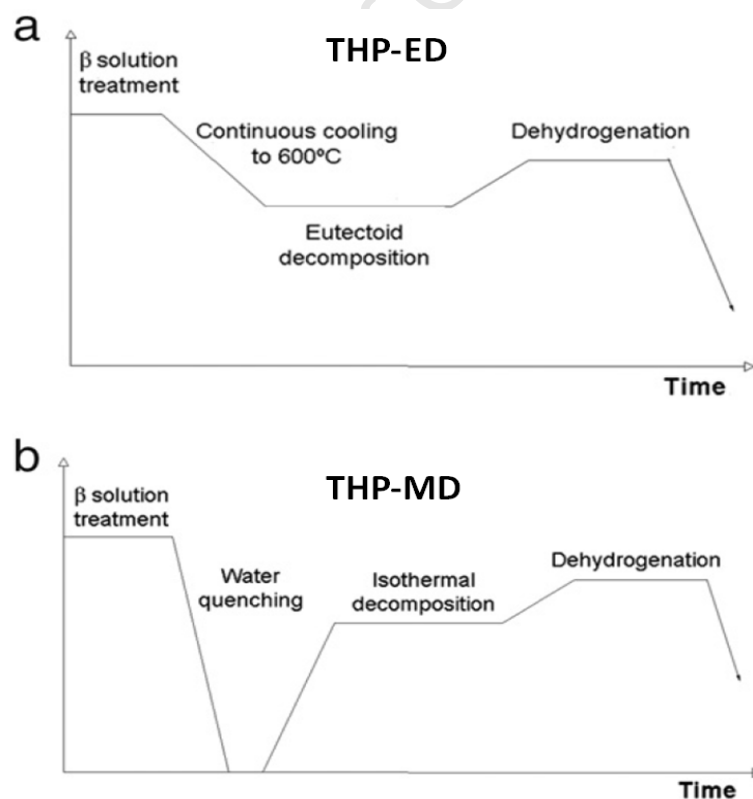 a
THP-ED
β solution
treatment
Continuous cooling
to 600ºC
Dehydrogenation
Eutectoid
decomposition
Time
b
THP-MD
β solution
treatment
Water
quenching
Isothermal
decomposition
Dehydrogenation
Time